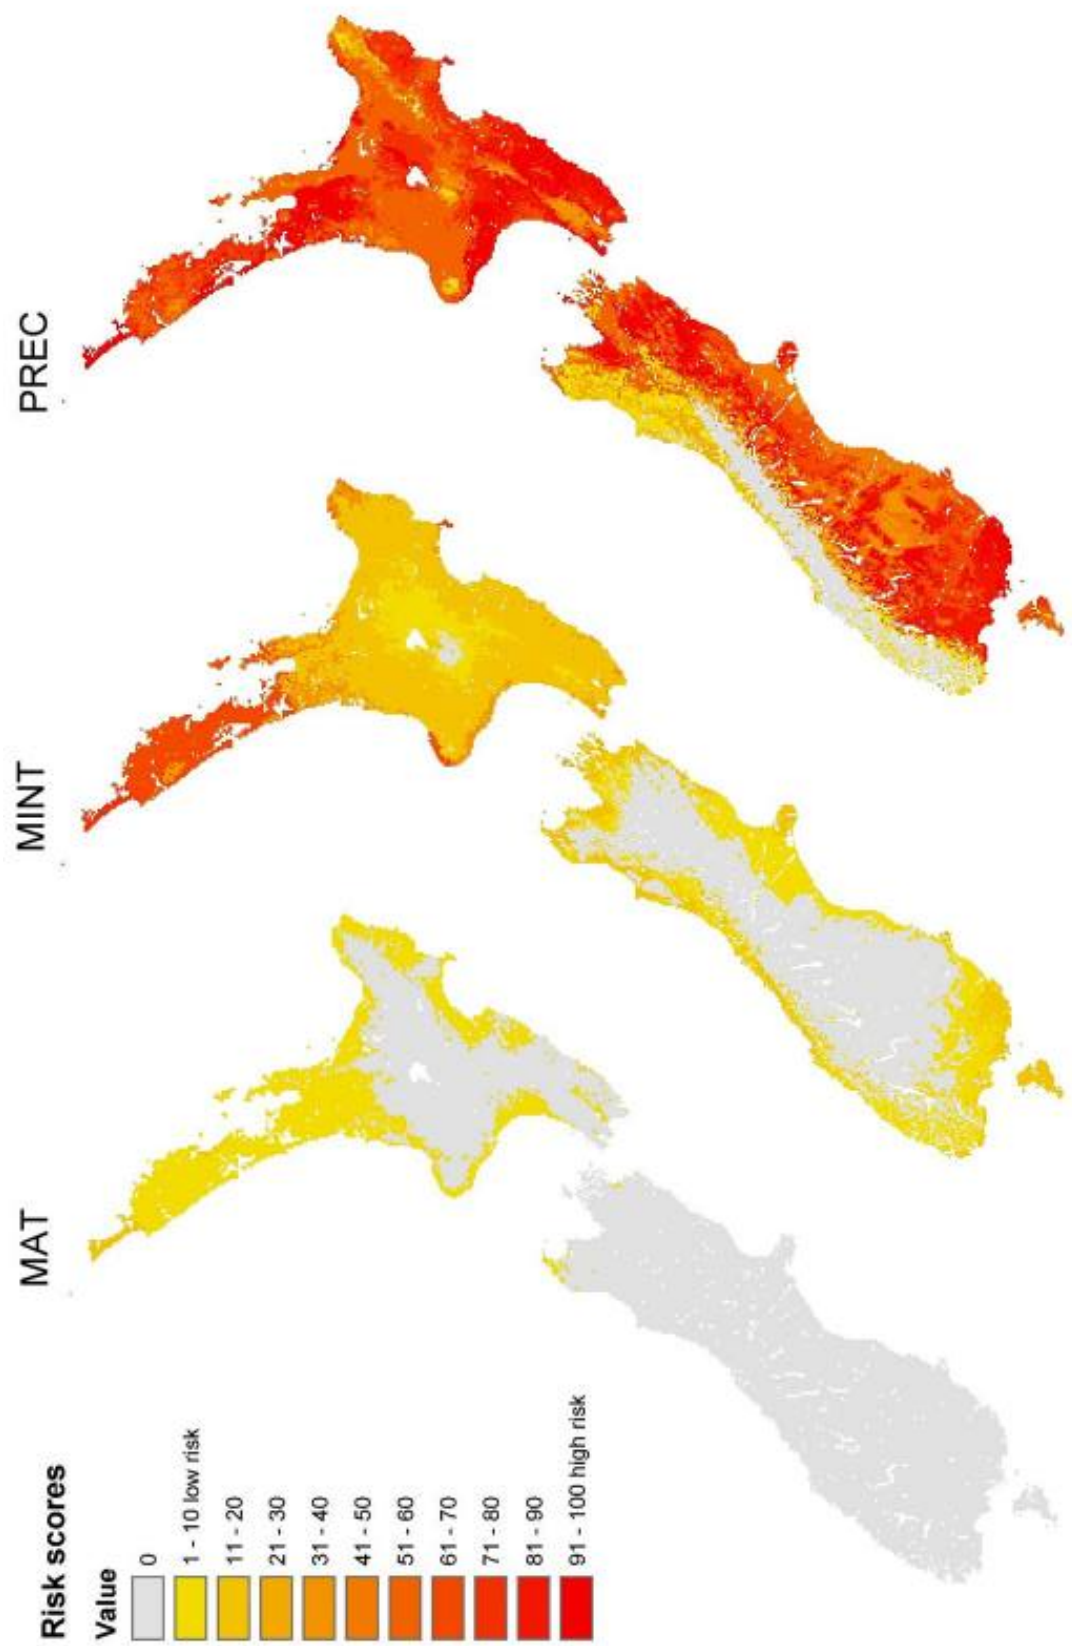 MAT
MINT
PREC
Risk scores
Value
0
1 - 10 low risk
11 - 20
21 - 30
31 - 40
41 - 50
51 - 60
61 - 70
71 - 80
81 - 90
91 - 100 high risk